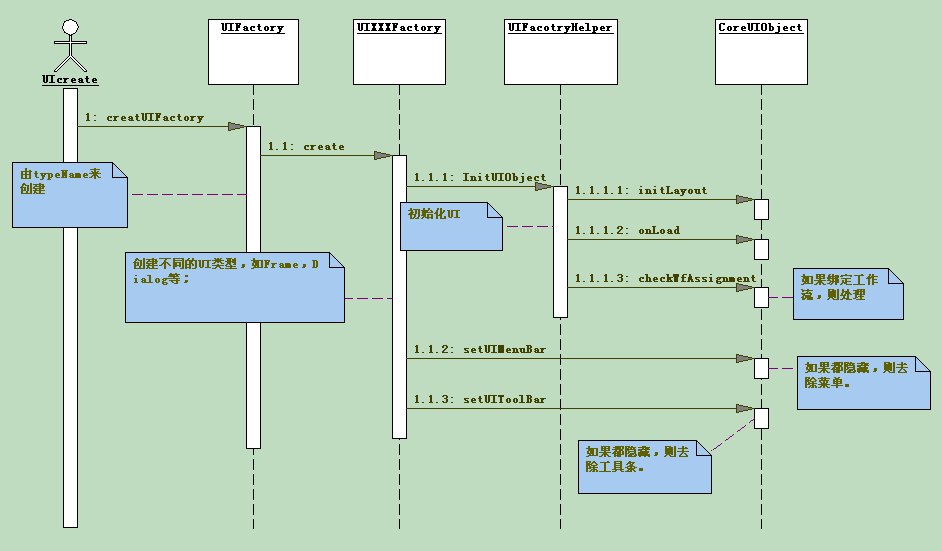 UIFactory
UIXXXFactory
UIFacotryHelper
CoreUIObject
UIcreate
1: creatUIFactory
1.1: create
由typeName来
创建
1.1.1: InitUIObject
1.1.1.1: initLayout
初始化UI
1.1.1.2: onLoad
创建不同的UI类型，如Frame，D
ialog等；
1.1.1.3: checkWfAssignment
如果绑定工作
流，则处理
1.1.2: setUIMenuBar
如果都隐藏，则去
除菜单。
1.1.3: setUIToolBar
如果都隐藏，则去
除工具条。